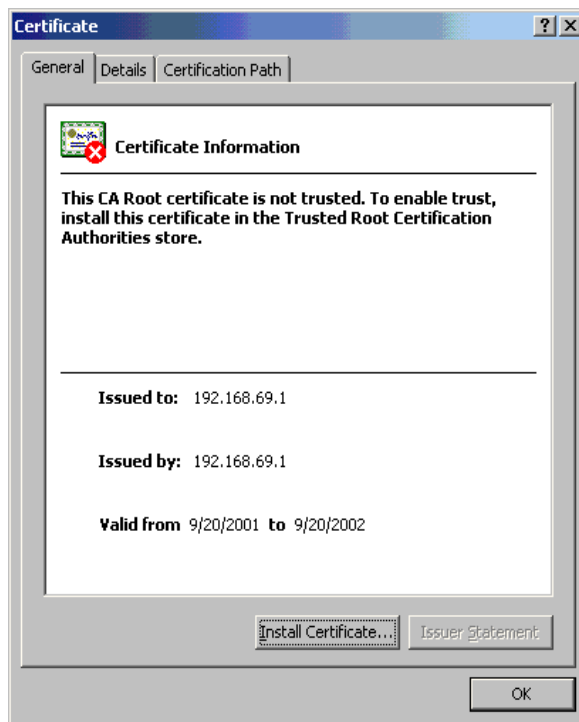 Certificate
General Details Certification Path
Certificate Information
This CA Root certificate is not trusted. To enable trust,
install this certificate in the Trusted Root Certification
Authorities store.
Issued to: 192.168.69.1
Issued by: 192.168.69.1
Valid from 9/20/2001 to 9/20/2002
Install Certificate... Issuer Statement
OK